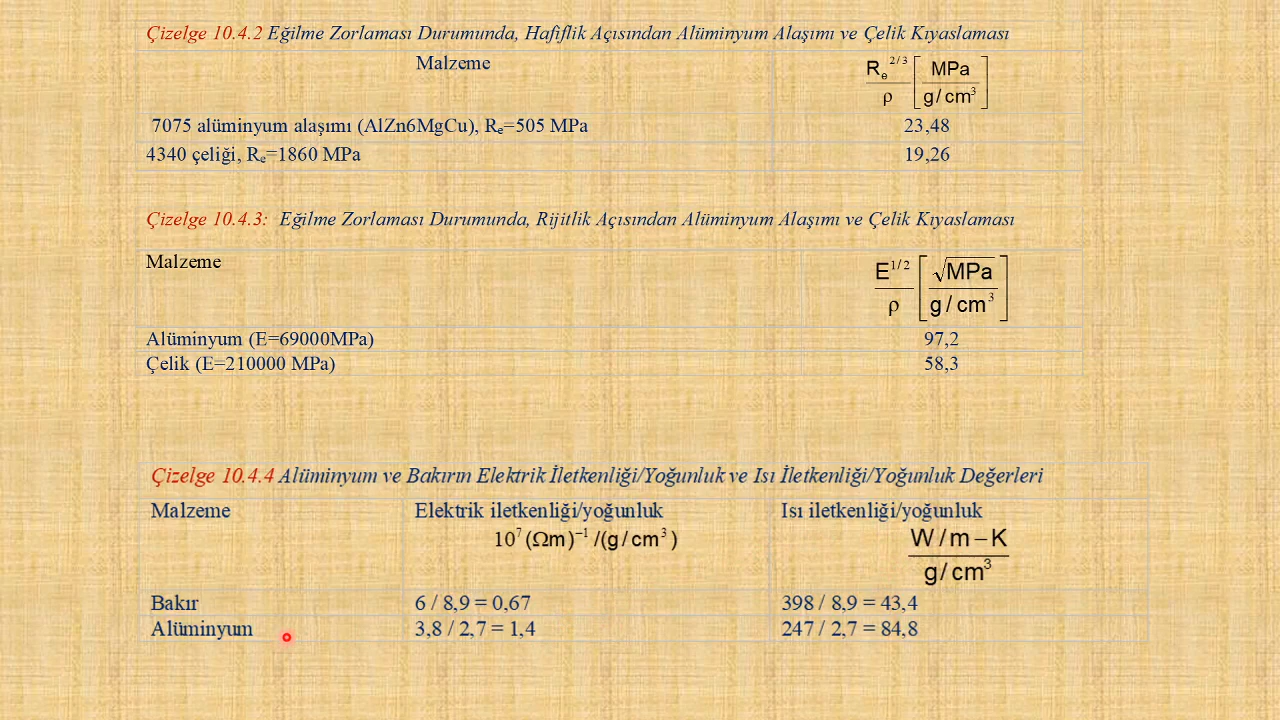 Çizelge 10.4.2 Eğilme Zorlaması Durumunda, Hafiflik Açısından Alüminyum Alaşımı ve Çelik Kıyaslaması
Malzeme Rₑ^2/3 / ρ [MPa / g/cm³]
7075 alüminyum alaşımı (AlZn6MgCu), Rₑ=505 MPa 23,48
4340 çeliği, Rₑ=1860 MPa 19,26
Çizelge 10.4.3: Eğilme Zorlaması Durumunda, Rijitlik Açısından Alüminyum Alaşımı ve Çelik Kıyaslaması
Malzeme E^1/2 / ρ [√MPa / g/cm³]
Alüminyum (E=69000MPa) 97,2
Çelik (E=210000 MPa) 58,3
Çizelge 10.4.4 Alüminyum ve Bakırın Elektrik İletkenliği/Yoğunluk ve Isı İletkenliği/Yoğunluk Değerleri
Malzeme Elektrik iletkenliği/yoğunluk Isı iletkenliği/yoğunluk
10⁷(Ωm)⁻¹/(g/cm³) W/m–K / g/cm³
Bakır 6 / 8,9 = 0,67 398 / 8,9 = 43,4
Alüminyum 3,8 / 2,7 = 1,4 247 / 2,7 = 84,8